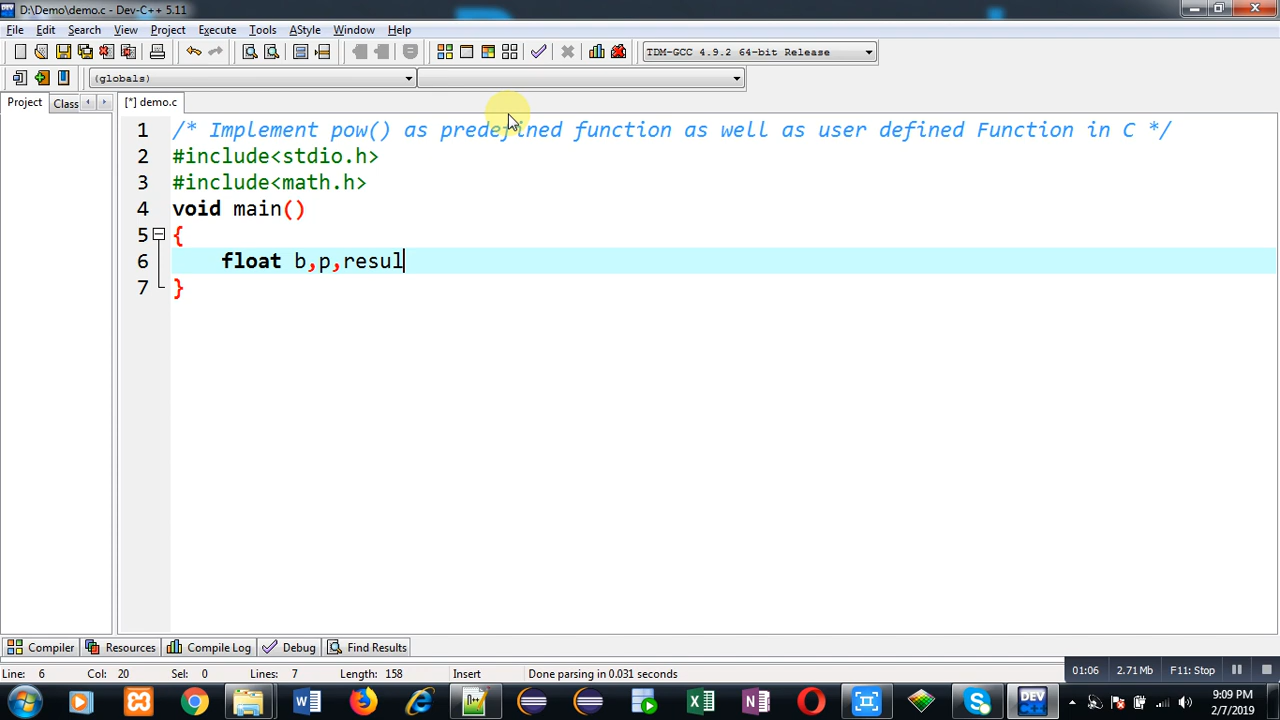 D:\Demo\demo.c - Dev-C++ 5.11
File Edit Search View Project Execute Tools AStyle Window Help
TDM-GCC 4.9.2 64-bit Release
(globals)
Project Class [*] demo.c
1 /* Implement pow() as predefined function as well as user defined Function in C */
2 #include<stdio.h>
3 #include<math.h>
4 void main()
5 {
6 float b,p,resul
7 }
Compiler Resources Compile Log Debug Find Results
Line: 6 Col: 20 Sel: 0 Lines: 7 Length: 158 Insert Done parsing in 0.031 seconds
01:06 2.71 Mb F11: Stop
DEV
9:09 PM
2/7/2019